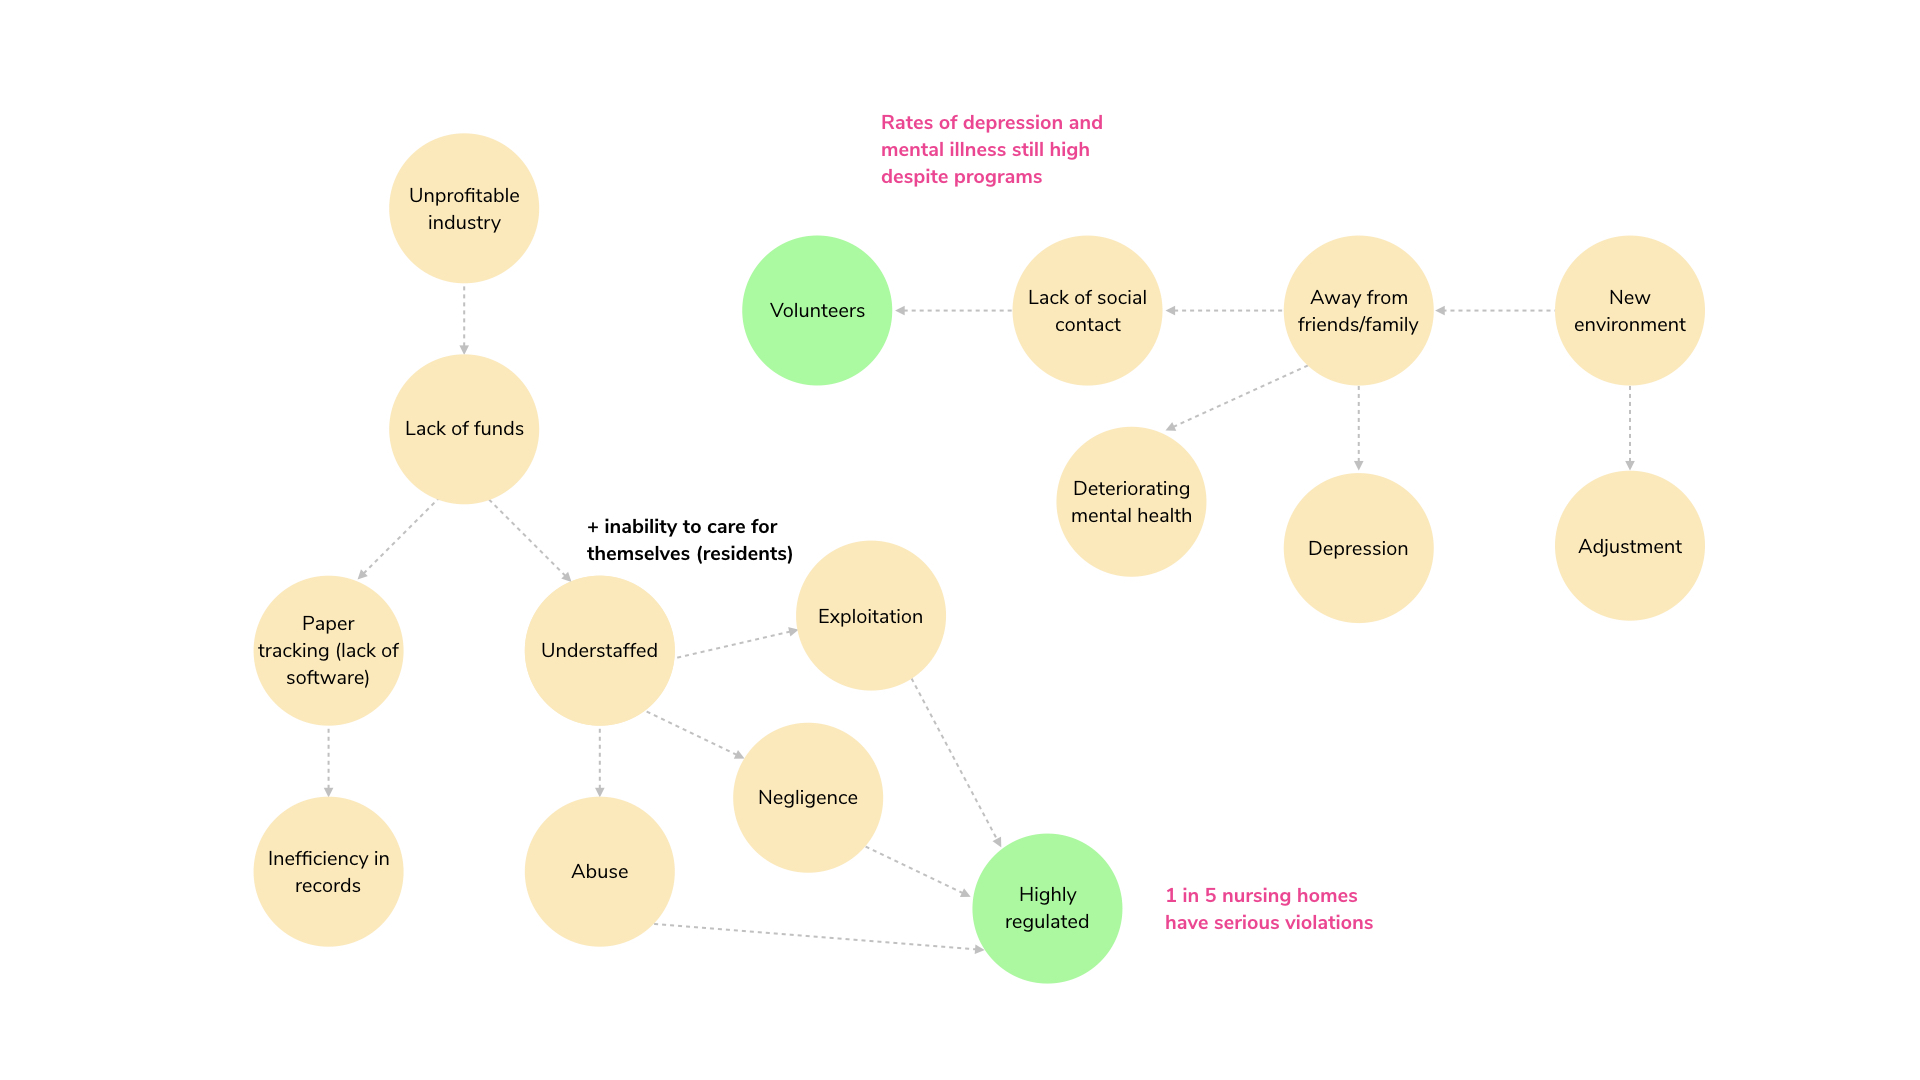 Rates of depression and
mental illness still high
despite programs
Unprofitable
industry
Volunteers
Lack of social
contact
Away from
friends/family
New
environment
Lack of funds
Deteriorating
mental health
Depression
Adjustment
+ inability to care for
themselves (residents)
Paper
tracking (lack of
software)
Understaffed
Exploitation
Negligence
Inefficiency in
records
Abuse
Highly
regulated
1 in 5 nursing homes
have serious violations